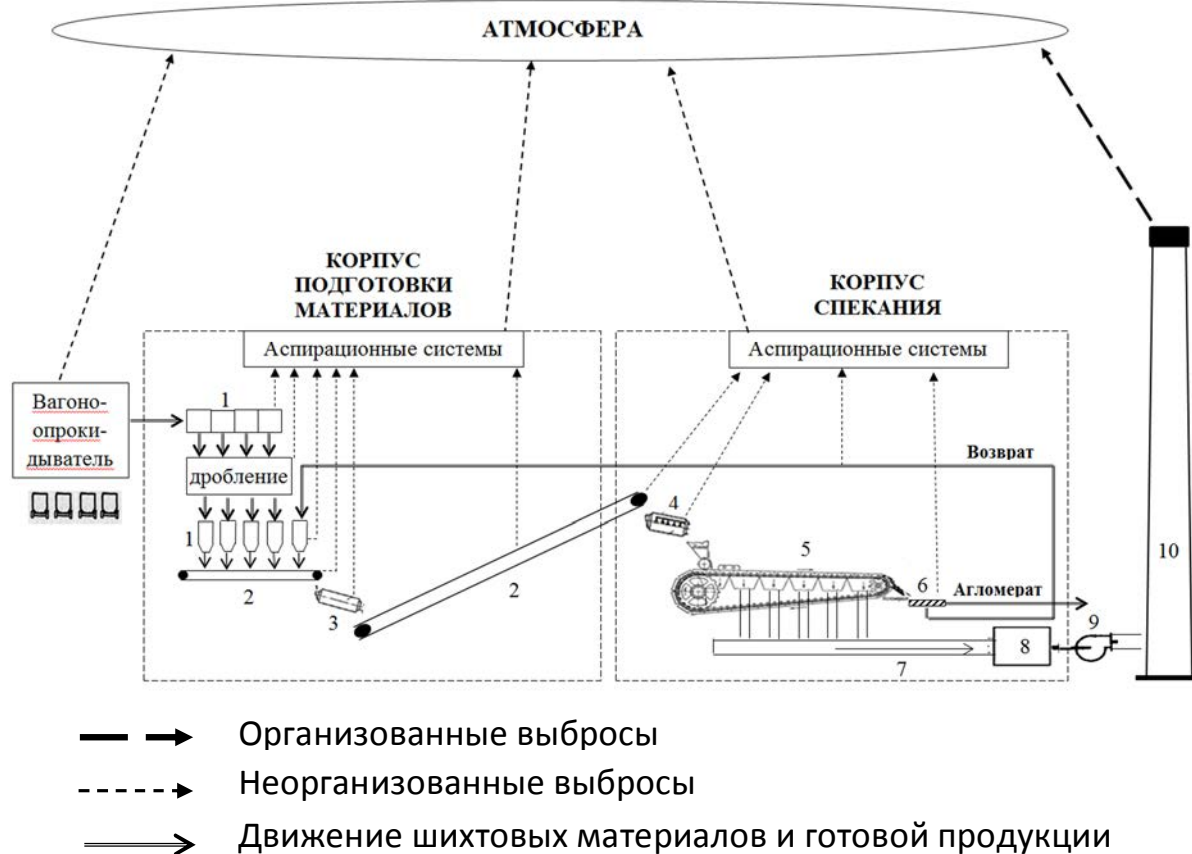 АТМОСФЕРА
КОРПУС
ПОДГОТОВКИ
МАТЕРИАЛОВ
КОРПУС
СПЕКАНИЯ
Аспирационные системы
Аспирационные системы
Вагоно-
опроки-
дыватель
1
дробление
Возврат
1
2
3
2
4
5
6
Агломерат
7
8
9
10
Организованные выбросы
Неорганизованные выбросы
Движение шихтовых материалов и готовой продукции